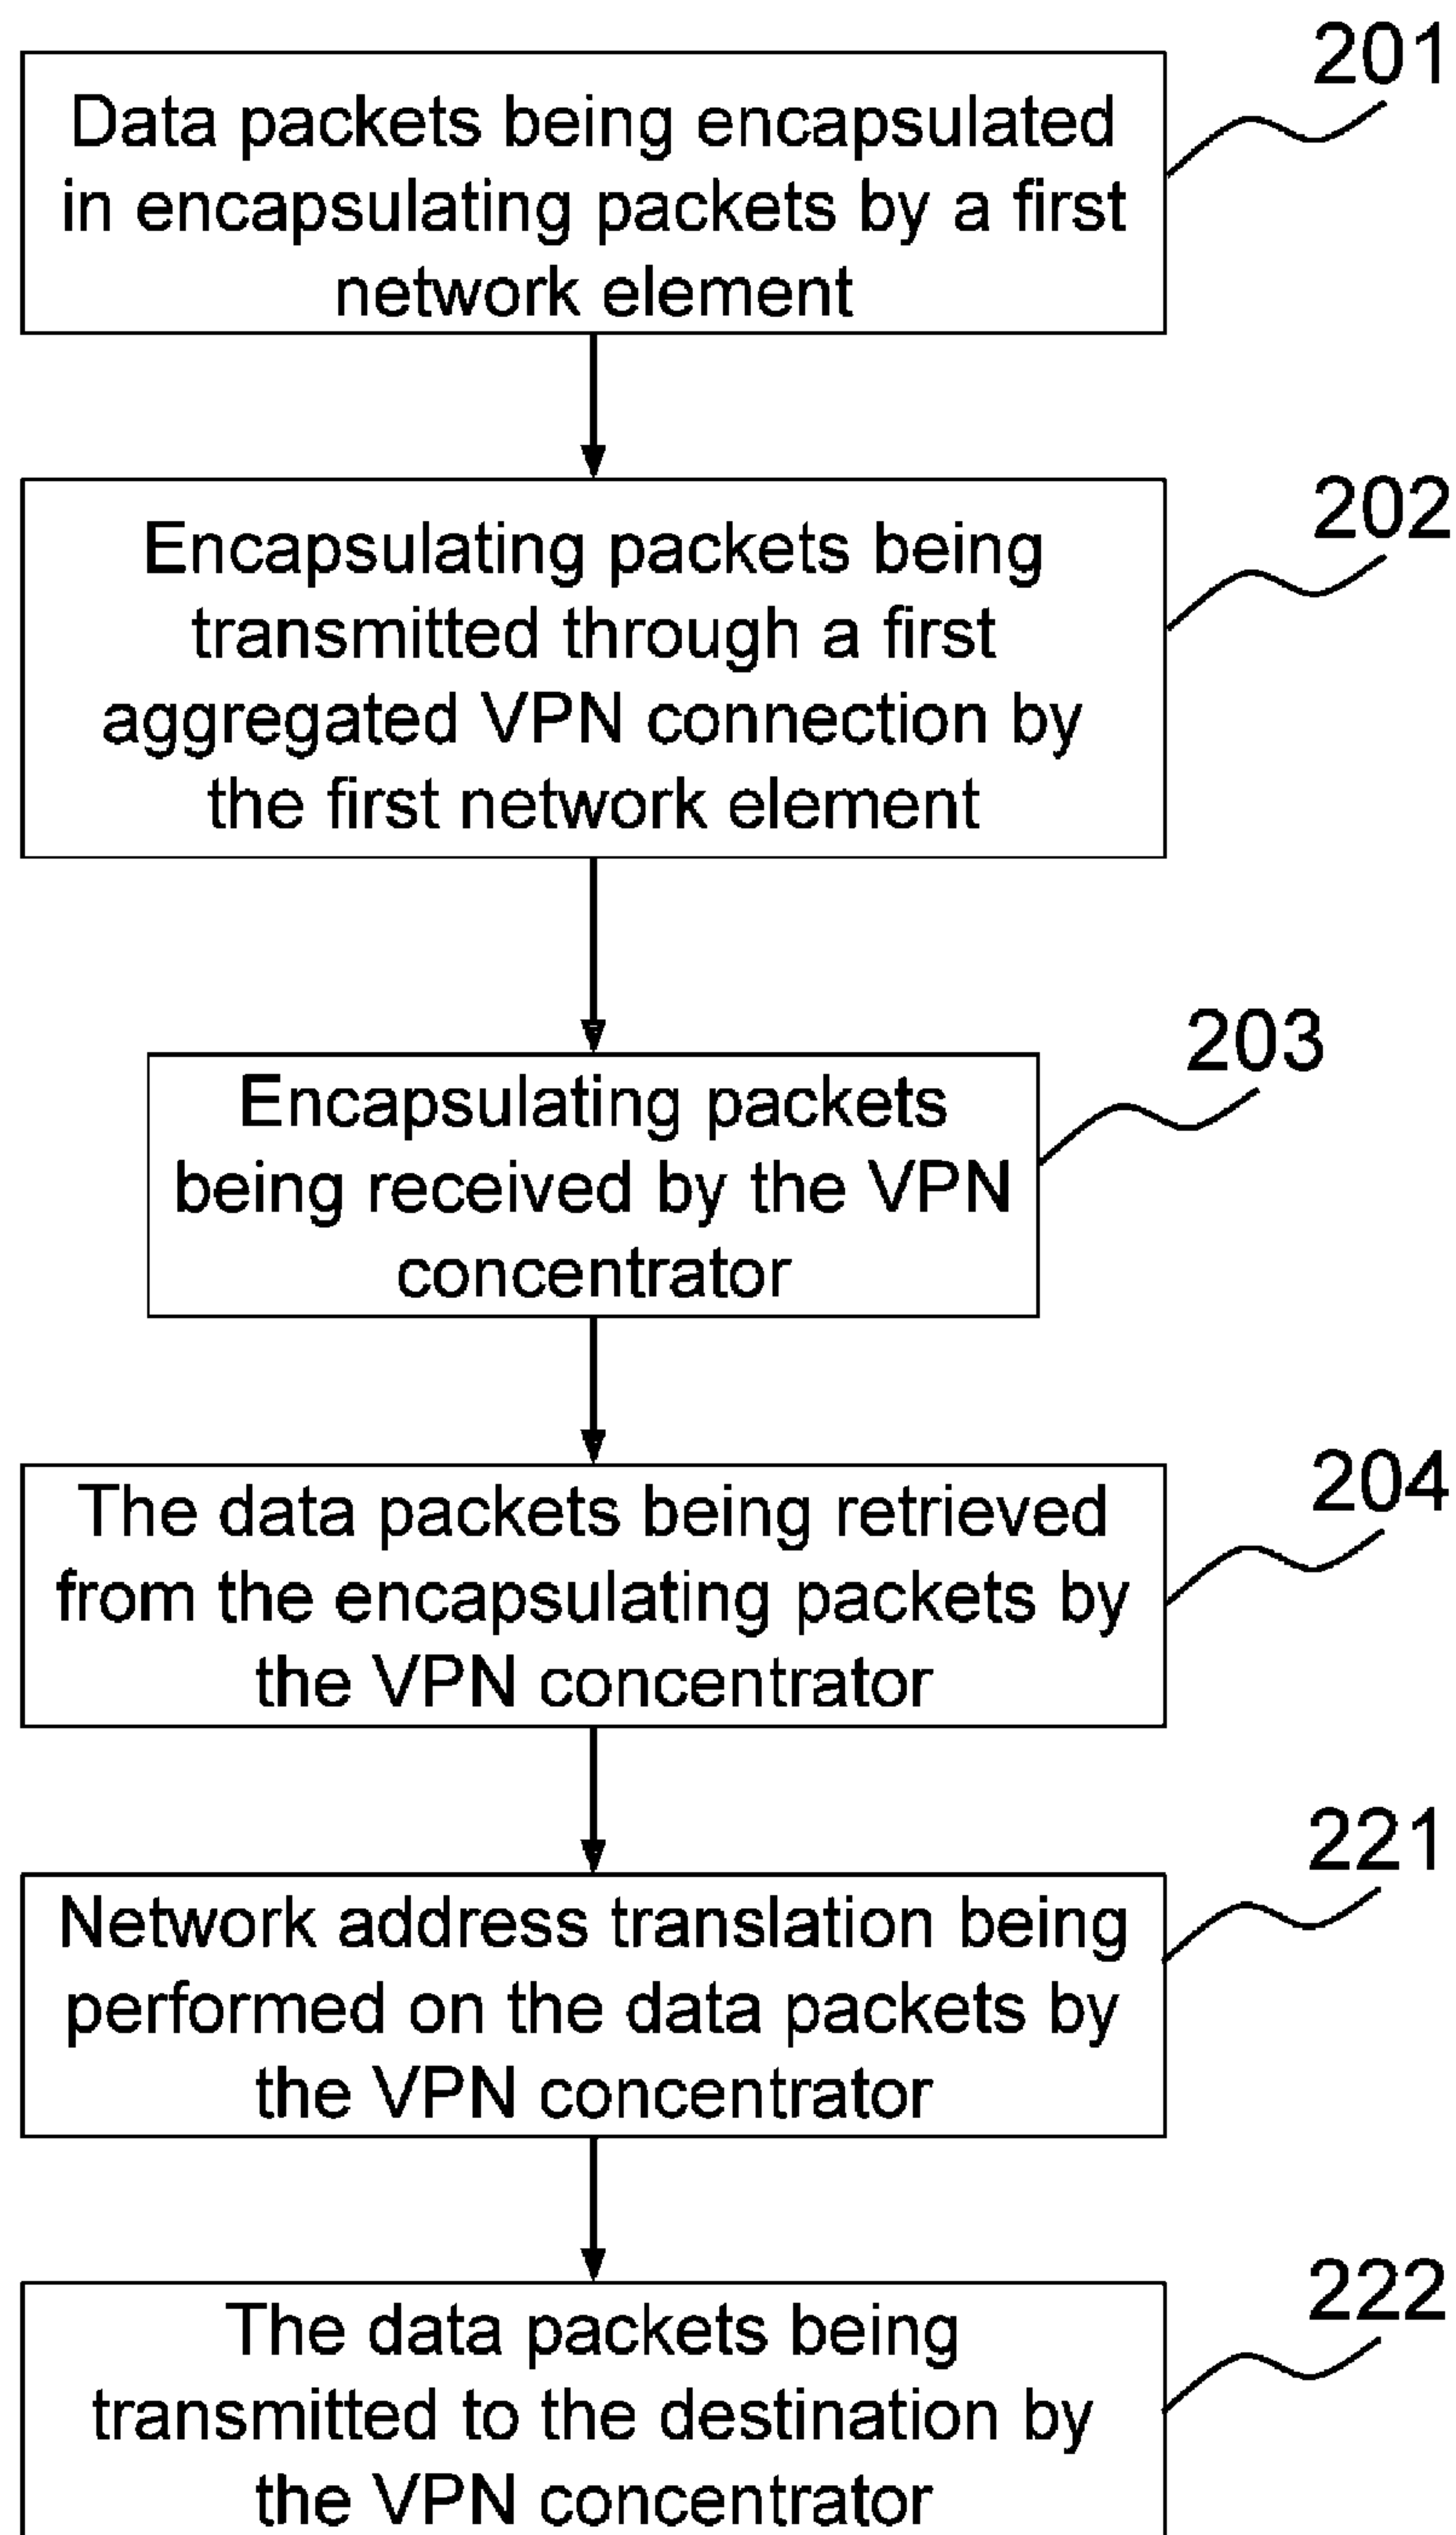 201
Data packets being encapsulated
in encapsulating packets by a first
network element
202
Encapsulating packets being
transmitted through a first
aggregated VPN connection by
the first network element
203
Encapsulating packets
being received by the VPN
concentrator
204
The data packets being retrieved
from the encapsulating packets by
the VPN concentrator
221
Network address translation being
performed on the data packets by
the VPN concentrator
222
The data packets being
transmitted to the destination by
the VPN concentrator